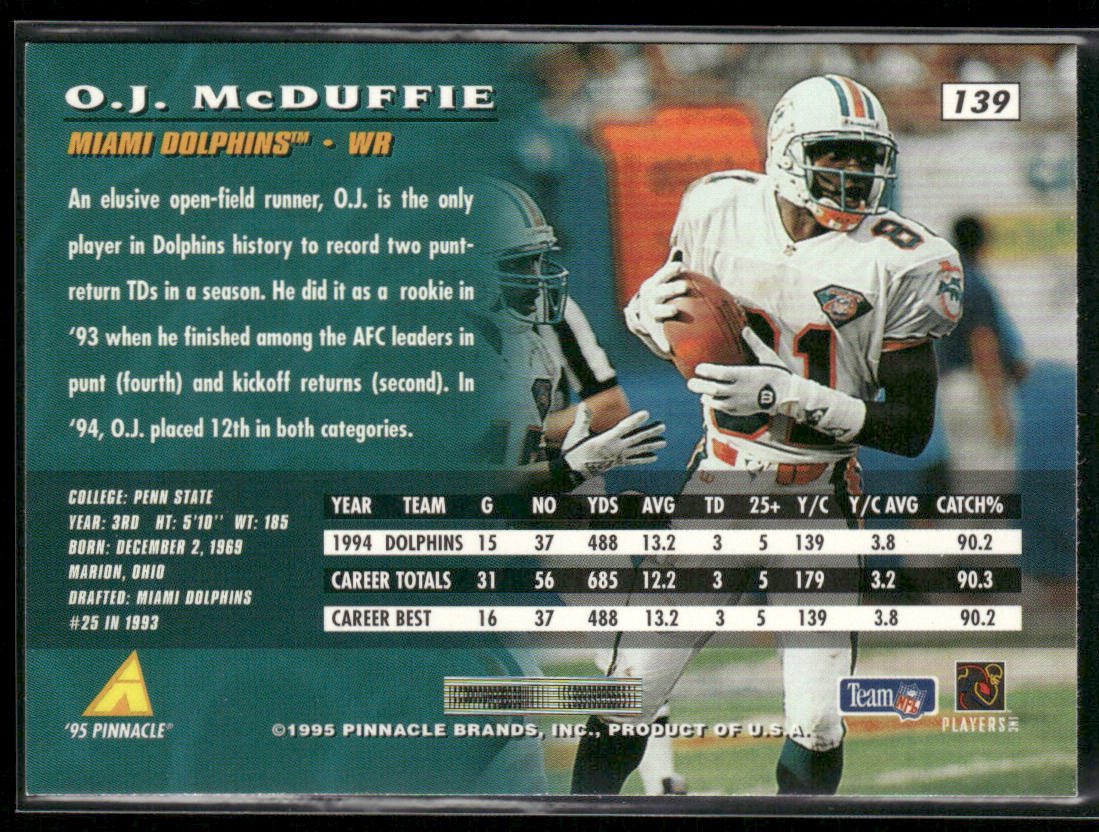 O.J. McDUFFIE
139
MIAMI DOLPHINS™ • WR
An elusive open-field runner, O.J. is the only
player in Dolphins history to record two punt-
return TDs in a season. He did it as a rookie in
'93 when he finished among the AFC leaders in
punt (fourth) and kickoff returns (second). In
'94, O.J. placed 12th in both categories.
81
81
COLLEGE: PENN STATE
YEAR: 3RD HT: 5'10'' WT: 185
BORN: DECEMBER 2, 1969
MARION, OHIO
DRAFTED: MIAMI DOLPHINS
#25 IN 1993
YEAR TEAM G NO YDS AVG TD 25+ Y/C Y/C AVG CATCH%
1994 DOLPHINS 15 37 488 13.2 3 5 139 3.8 90.2
CAREER TOTALS 31 56 685 12.2 3 5 179 3.2 90.3
CAREER BEST 16 37 488 13.2 3 5 139 3.8 90.2
Team NFL
PLAYERS INC
'95 PINNACLE®
©1995 PINNACLE BRANDS, INC., PRODUCT OF U.S.A.